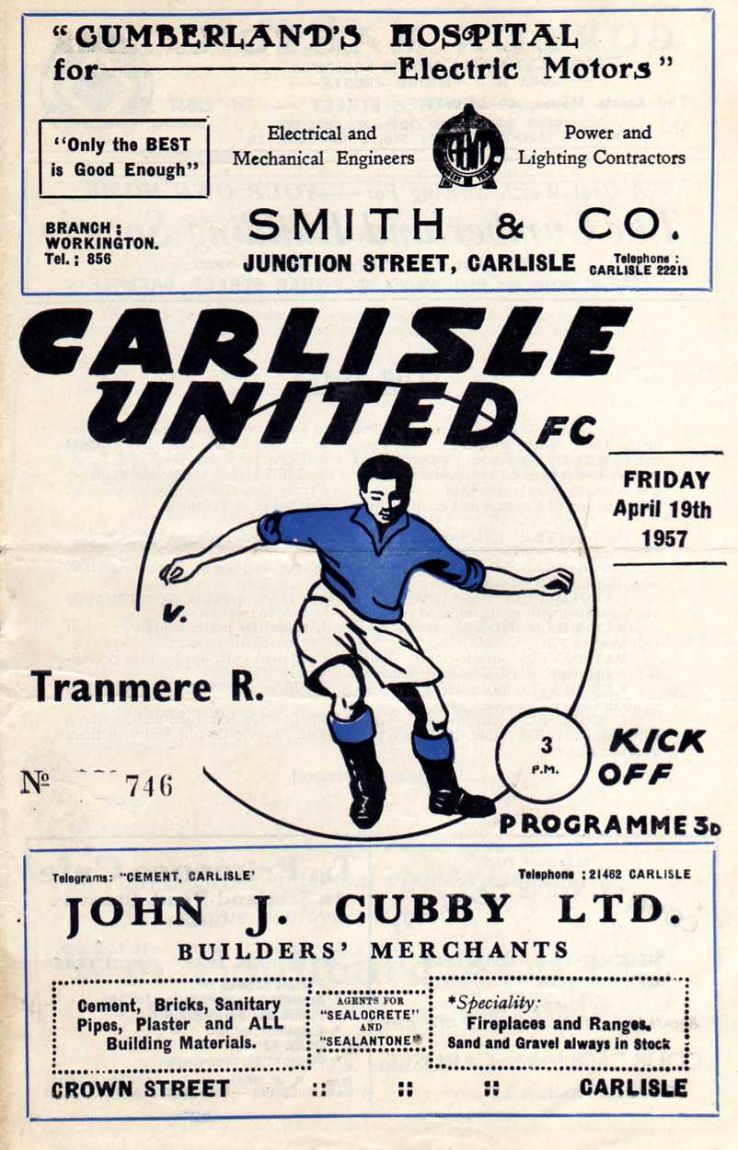 "CUMBERLAND'S HOSPITAL
for Electric Motors"
"Only the BEST
is Good Enough"
Electrical and
Mechanical Engineers
Power and
Lighting Contractors
BRANCH :
WORKINGTON.
Tel. : 856
SMITH & CO.
JUNCTION STREET, CARLISLE
Telephone :
CARLISLE 22213
CARLISLE
UNITED FC
FRIDAY
April 19th
1957
v.
Tranmere R.
3
P.M.
KICK
OFF
Nº 746
PROGRAMME 3D
Telegrams: "CEMENT, CARLISLE"
Telephone : 21462 CARLISLE
JOHN J. CUBBY LTD.
BUILDERS' MERCHANTS
Cement, Bricks, Sanitary
Pipes, Plaster and ALL
Building Materials.
AGENTS FOR
"SEALOCRETE"
AND
"SEALANTONE"
*Speciality:
Fireplaces and Ranges.
Sand and Gravel always in Stock
CROWN STREET :: :: :: CARLISLE